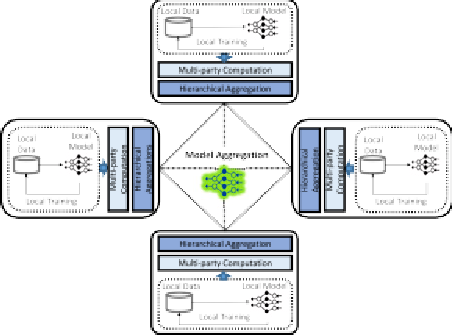 Local Data
Local Model
Local Training
Multi-party Computation
Hierarchical Aggregation
Local
Data
Local
Model
Local Training
Multi-party
Computation
Hierarchical
Aggregations
Model Aggregation
Hierarchical
Aggregation
Multi-party
Computation
Local
Data
Local
Model
Local Training
Hierarchical Aggregation
Multi-party Computation
Local Data
Local Model
Local Training